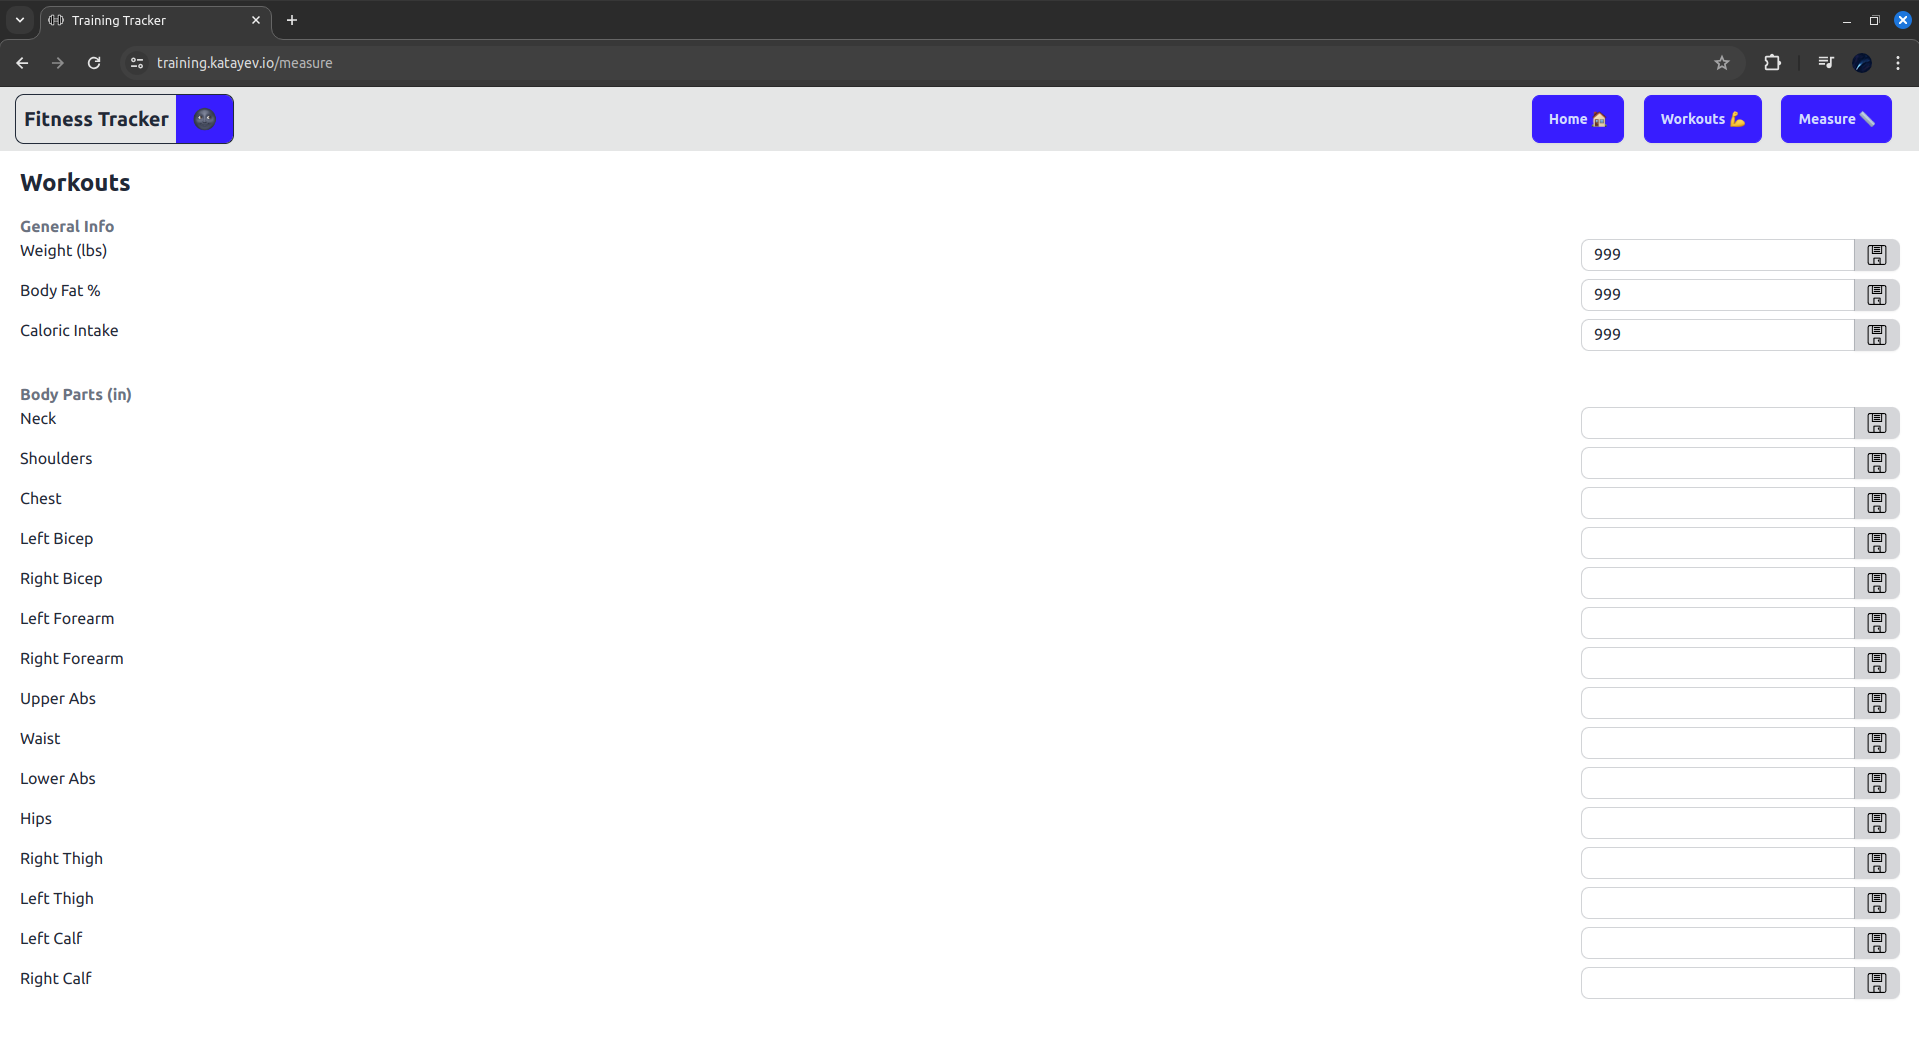 Training Tracker
training.katayev.io/measure
Fitness Tracker
Home
Workouts
Measure
Workouts
General Info
Weight (lbs)
999
Body Fat %
999
Caloric Intake
999
Body Parts (in)
Neck
Shoulders
Chest
Left Bicep
Right Bicep
Left Forearm
Right Forearm
Upper Abs
Waist
Lower Abs
Hips
Right Thigh
Left Thigh
Left Calf
Right Calf